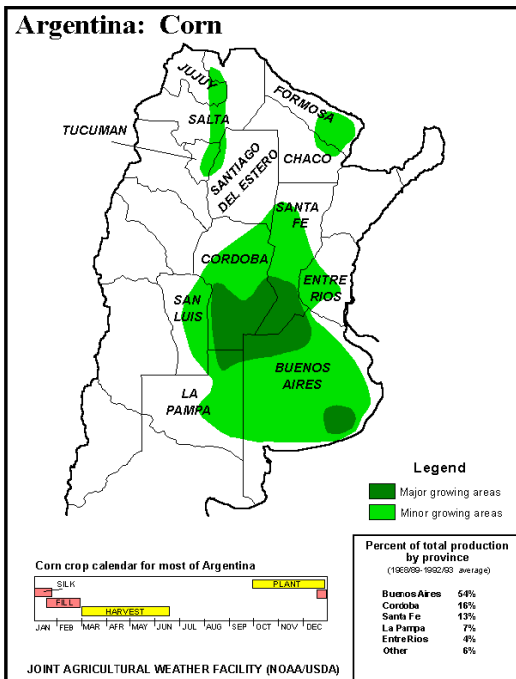 Argentina: Corn
JUJUY
FORMOSA
SALTA
TUCUMAN
CHACO
SANTIAGO
DEL ESTERO
SANTA
FE
CORDOBA
ENTRE
RIOS
SAN
LUIS
BUENOS
AIRES
LA
PAMPA
Legend
Major growing areas
Minor growing areas
Corn crop calendar for most of Argentina
SILK
PLANT
FILL
HARVEST
JAN FEB MAR APR MAY JUN JUL AUG SEP OCT NOV DEC
JOINT AGRICULTURAL WEATHER FACILITY (NOAA/USDA)
Percent of total production
by province
(1988/89-1992/93 average)
Buenos Aires 54%
Cordoba 16%
Santa Fe 13%
La Pampa 7%
Entre Rios 4%
Other 6%